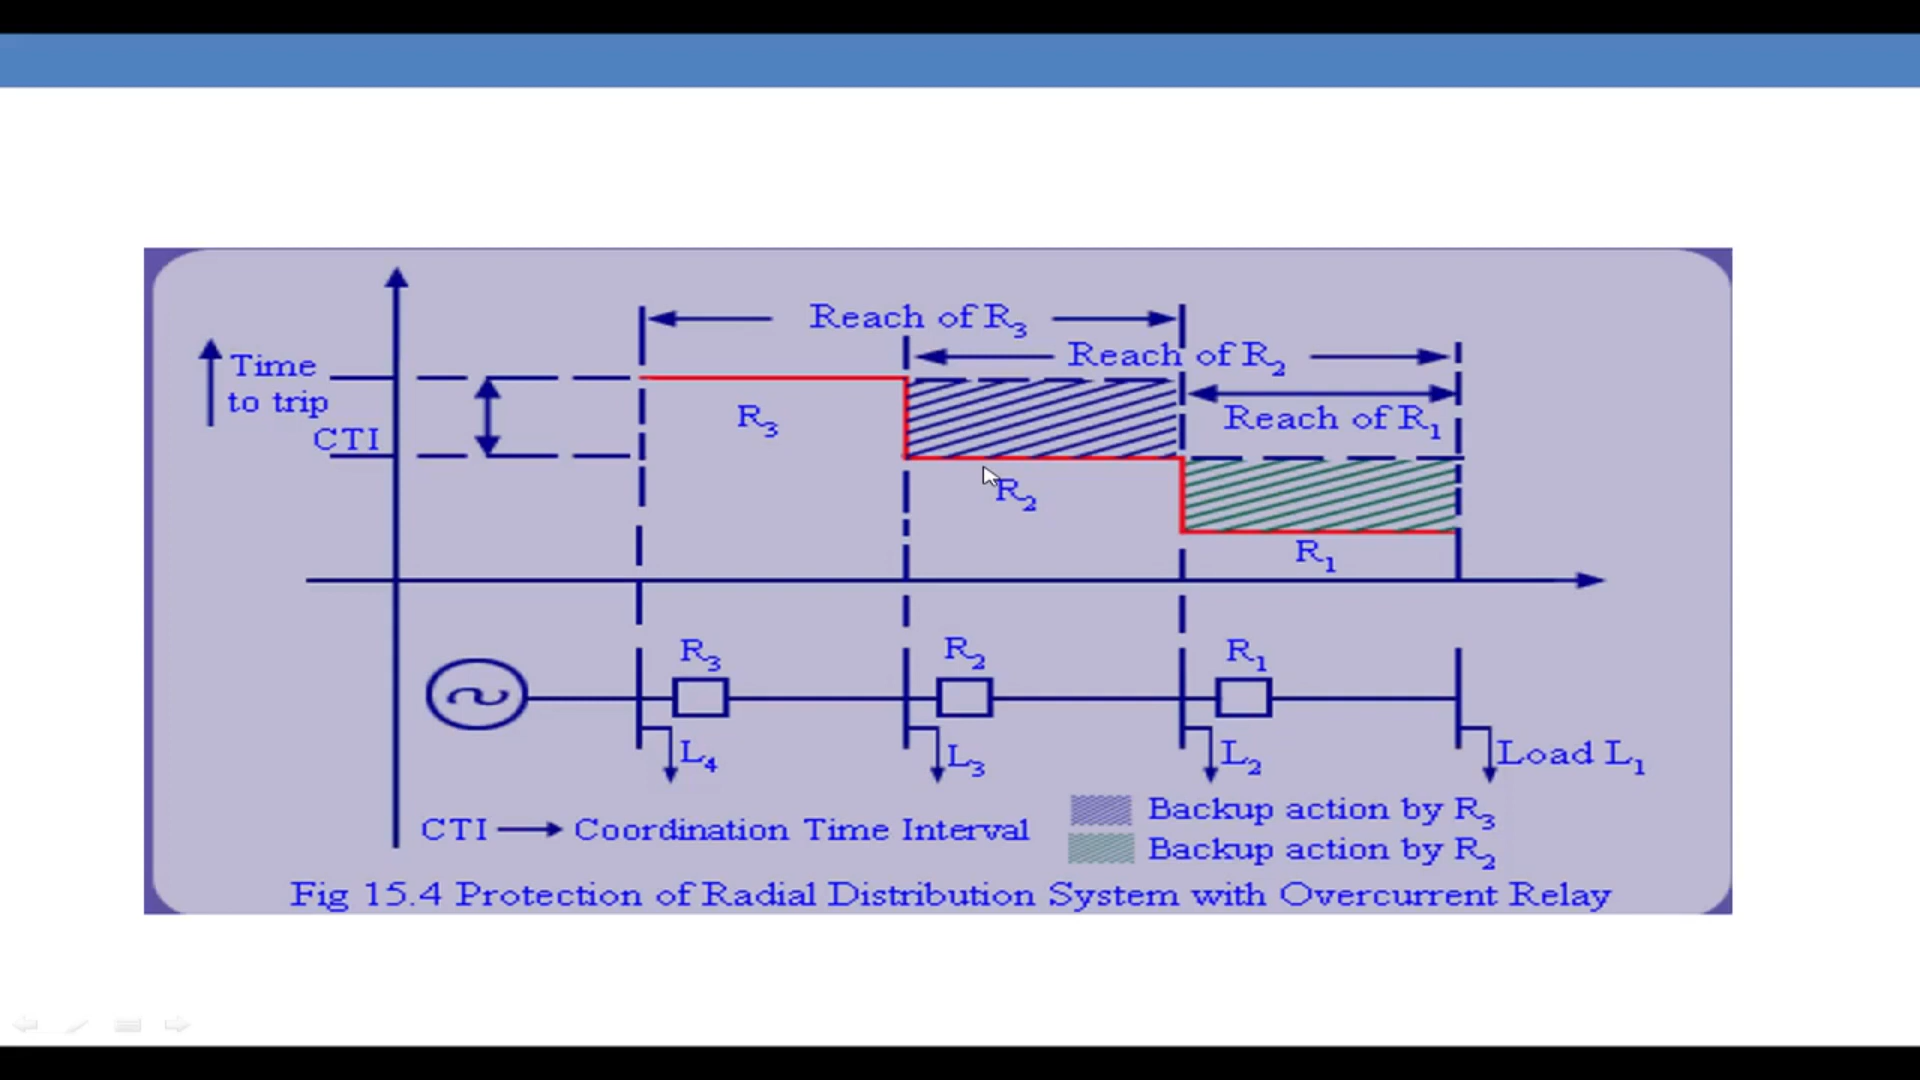 Reach of R3
Time
to trip
Reach of R2
R3
Reach of R1
CTI
R2
R1
R3
R2
R1
L4
L3
L2
Load L1
CTI → Coordination Time Interval
Backup action by R3
Backup action by R2
Fig 15.4 Protection of Radial Distribution System with Overcurrent Relay